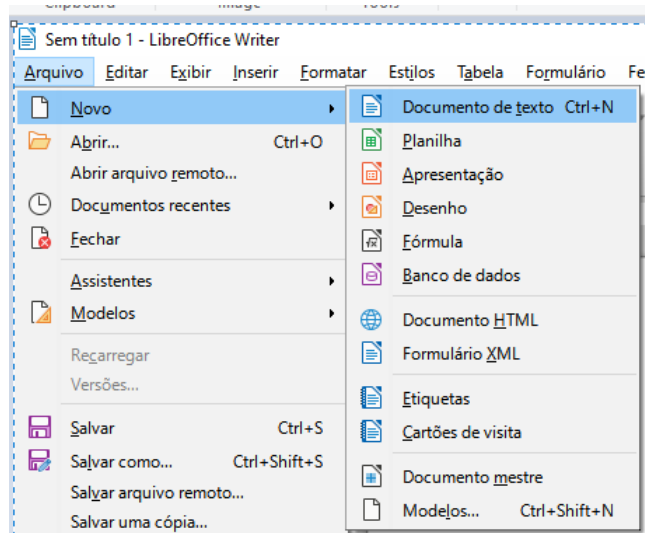 Sem título 1 - LibreOffice Writer
Arquivo Editar Exibir Inserir Formatar Estilos Tabela Formulário Fe
Novo
Abrir... Ctrl+O
Abrir arquivo remoto...
Documentos recentes
Fechar
Assistentes
Modelos
Recarregar
Versões...
Salvar Ctrl+S
Salvar como... Ctrl+Shift+S
Salvar arquivo remoto...
Salvar uma cópia...
Documento de texto Ctrl+N
Planilha
Apresentação
Desenho
Fórmula
Banco de dados
Documento HTML
Formulário XML
Etiquetas
Cartões de visita
Documento mestre
Modelos... Ctrl+Shift+N